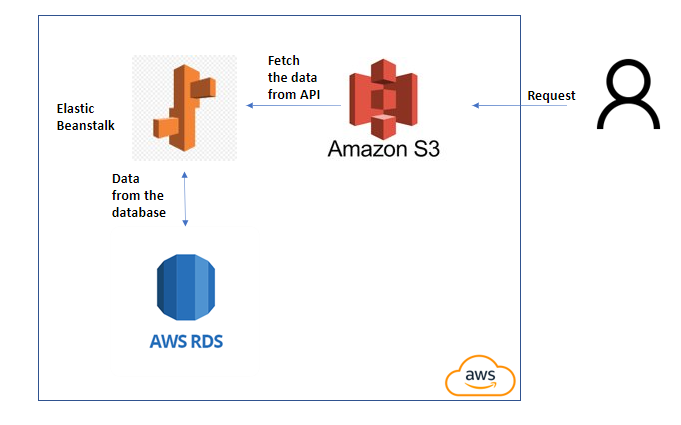 Fetch
the data
from API
Request
Elastic
Beanstalk
Amazon S3
Data
from the
database
AWS RDS
aws